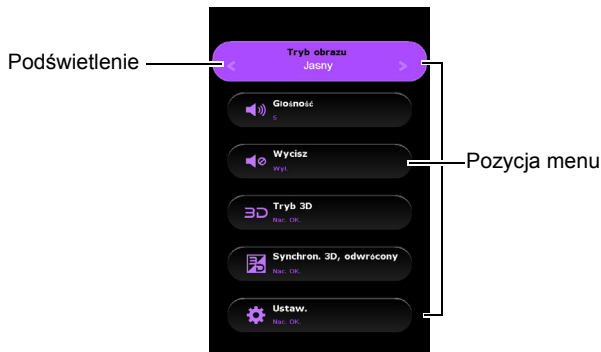 Tryb obrazu
Podświetlenie
< Jasny >
Głośność
5
Wycisz
Wył.
Pozycja menu
3D Tryb 3D
Nac. OK.
Synchron. 3D, odwrócony
Nac. OK.
Ustaw.
Nac. OK.